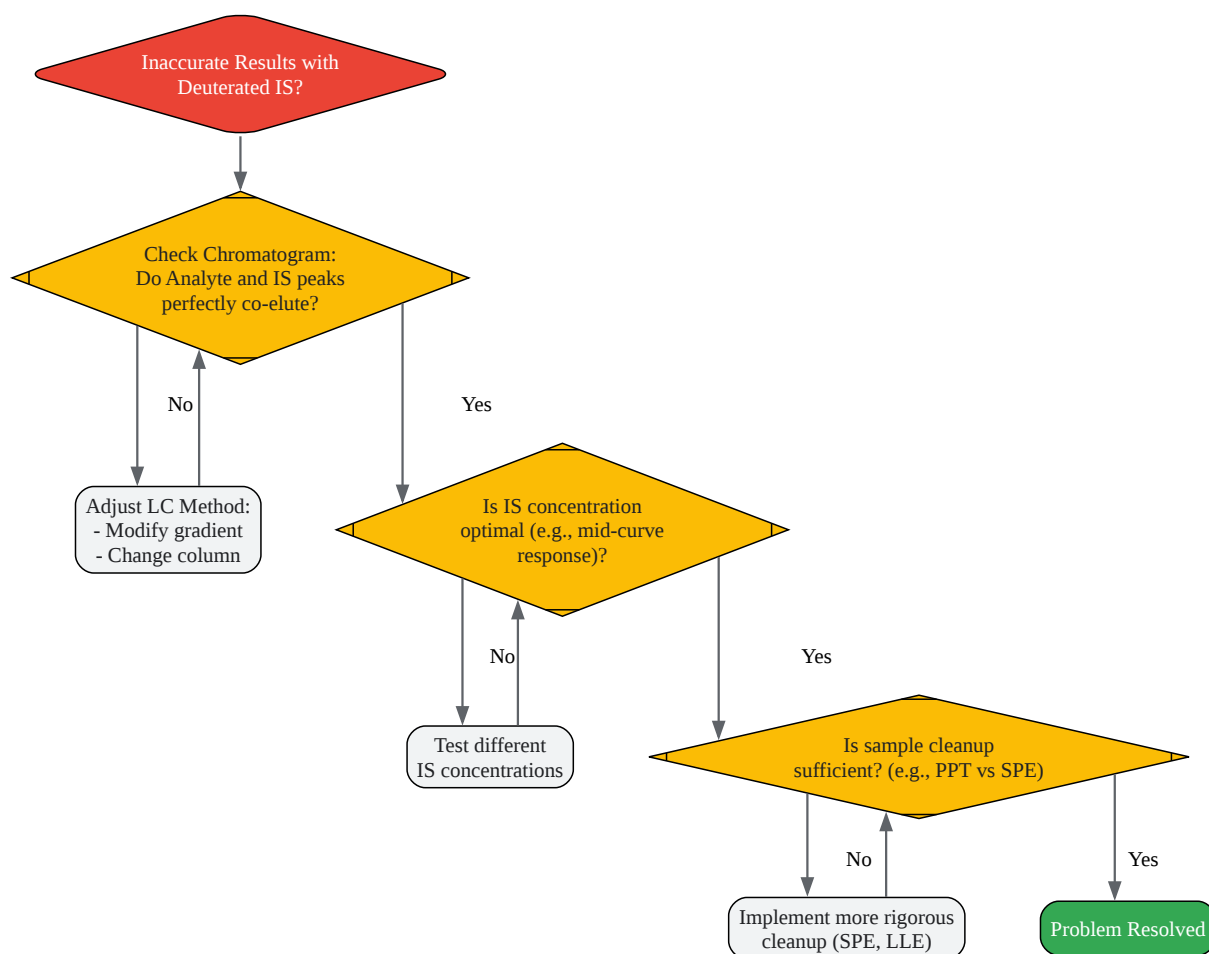 Inaccurate Results with
Deuterated IS?
Check Chromatogram:
Do Analyte and IS peaks
perfectly co-elute?
No
Yes
Adjust LC Method:
- Modify gradient
- Change column
Is IS concentration
optimal (e.g., mid-curve
response)?
No
Yes
Test different
IS concentrations
Is sample cleanup
sufficient? (e.g., PPT vs SPE)
No
Yes
Implement more rigorous
cleanup (SPE, LLE)
Problem Resolved